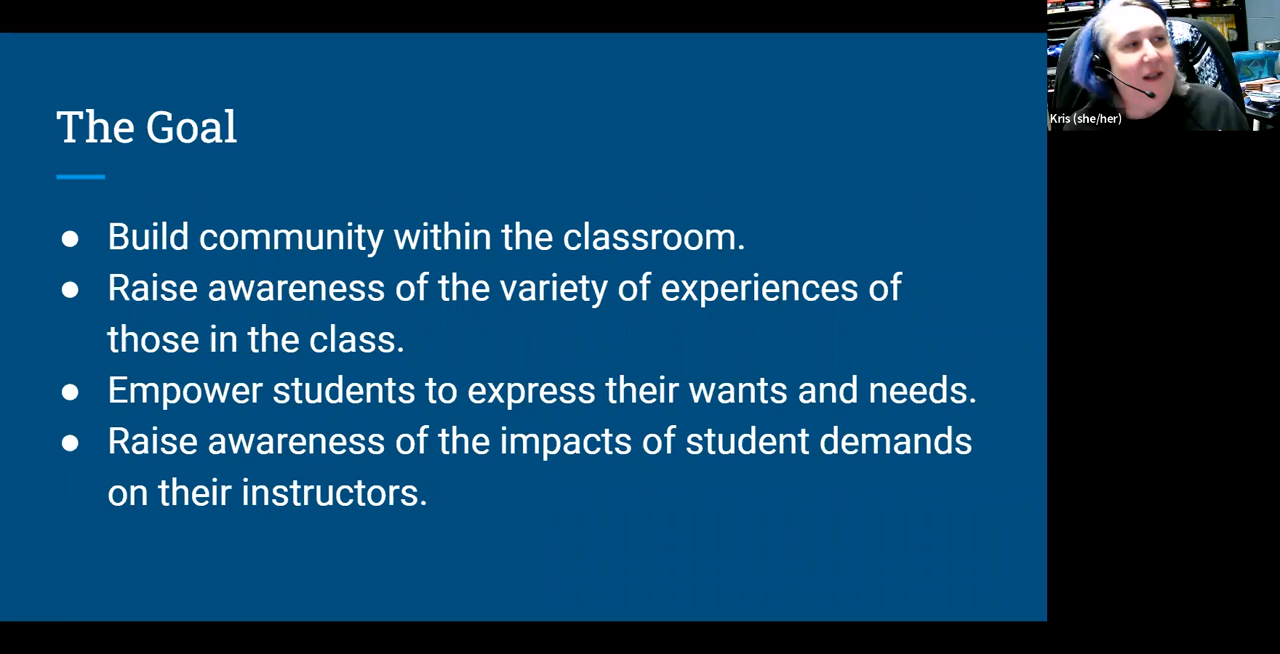 The Goal
● Build community within the classroom.
● Raise awareness of the variety of experiences of
those in the class.
● Empower students to express their wants and needs.
● Raise awareness of the impacts of student demands
on their instructors.
Kris (she/her)